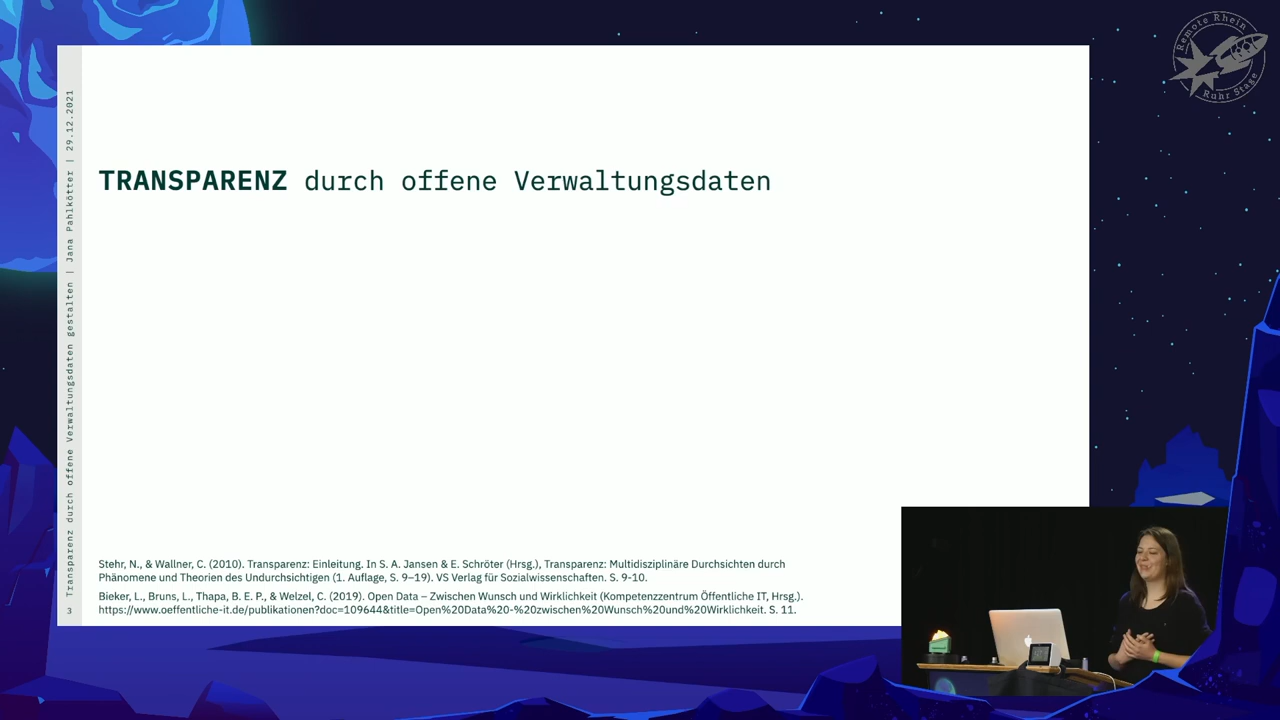 Remote Rhein
Ruhr Stage
Transparenz durch offene Verwaltungsdaten gestalten | Jana Pahlkötter | 29.12.2021
TRANSPARENZ durch offene Verwaltungsdaten
Stehr, N., & Wallner, C. (2010). Transparenz: Einleitung. In S. A. Jansen & E. Schröter (Hrsg.), Transparenz: Multidisziplinäre Durchsichten durch
Phänomene und Theorien des Undurchsichtigen (1. Auflage, S. 9–19). VS Verlag für Sozialwissenschaften. S. 9-10.
Bieker, L., Bruns, L., Thapa, B. E. P., & Welzel, C. (2019). Open Data – Zwischen Wunsch und Wirklichkeit (Kompetenzzentrum Öffentliche IT, Hrsg.).
https://www.oeffentliche-it.de/publikationen?doc=109644&title=Open%20Data%20-%20zwischen%20Wunsch%20und%20Wirklichkeit. S. 11.
3